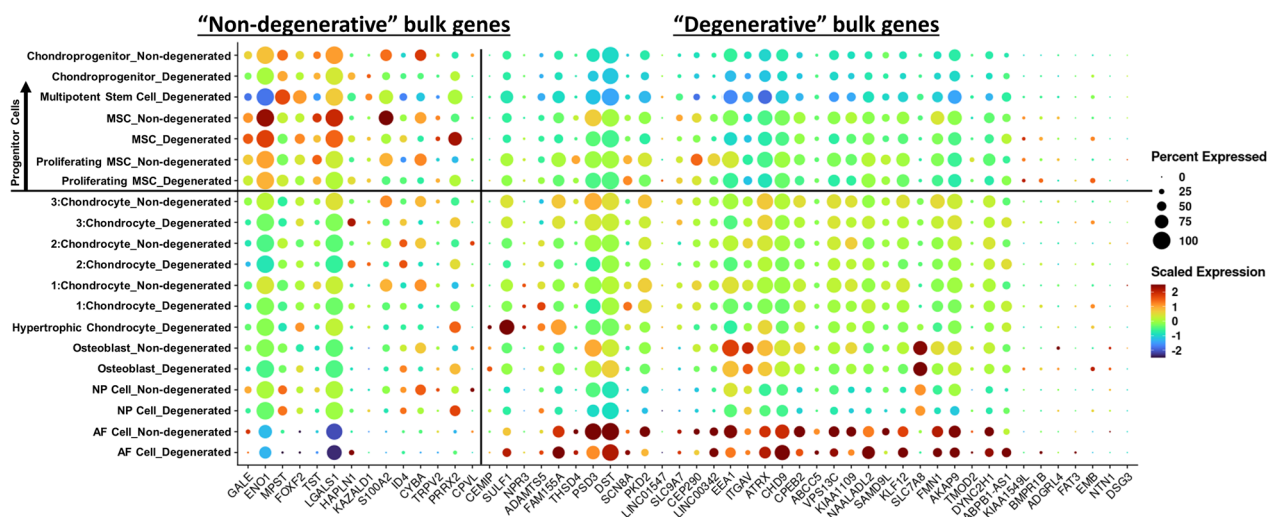 “Non-degenerative” bulk genes
“Degenerative” bulk genes
Chondroprogenitor_Non-degenerated
Chondroprogenitor_Degenerated
Multipotent Stem Cell_Degenerated
MSC_Non-degenerated
MSC_Degenerated
Proliferating MSC_Non-degenerated
Proliferating MSC_Degenerated
3:Chondrocyte_Non-degenerated
3:Chondrocyte_Degenerated
2:Chondrocyte_Non-degenerated
2:Chondrocyte_Degenerated
1:Chondrocyte_Non-degenerated
1:Chondrocyte_Degenerated
Hypertrophic Chondrocyte_Degenerated
Osteoblast_Non-degenerated
Osteoblast_Degenerated
NP Cell_Non-degenerated
NP Cell_Degenerated
AF Cell_Non-degenerated
AF Cell_Degenerated
Progenitor Cells
GALE
ENO1
MPST
FOXF2
TST
LGALS1
HAPLN1
KAZALD1
S100A2
ID4
CYBA
TRPV2
PRRX2
CPVL
CEMIP
SULF1
NPR3
ADAMTS5
FAM155A
THSD4
PSD3
DST
SCN8A
PKD2
LINC01547
SLC9A7
CEP290
LINC00342
EEA1
ITGAV
ATRX
CHD9
CPEB2
ABCC5
VPS13C
KIAA1109
NAALADL2
SAMD9L
KLF12
SLC7A8
FMN1
AKAP9
TMOD2
DYNC2H1
ABPB1-AS1
KIAA1549L
BMPR1B
ADGRL4
FAT3
EMB
NTN1
DSG3
Percent Expressed
0
25
50
75
100
Scaled Expression
2
1
0
-1
-2